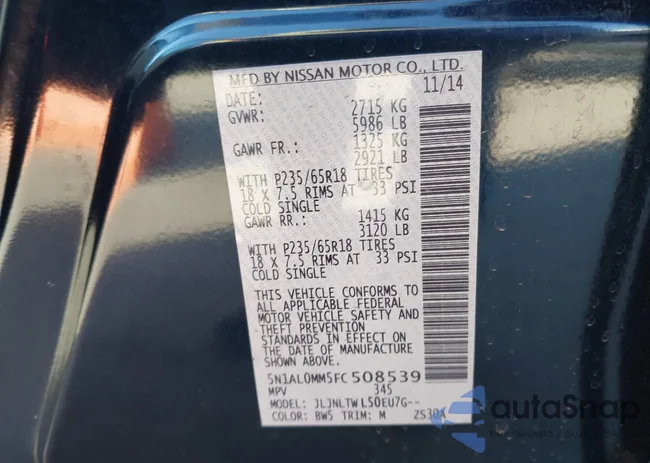 MFD BY NISSAN MOTOR CO., LTD.
DATE: 11/14
GVWR: 2715 KG
5986 LB
GAWR FR.: 1325 KG
2921 LB
WITH P235/65R18 TIRES
18 X 7.5 RIMS AT 33 PSI
COLD SINGLE
GAWR RR.: 1415 KG
3120 LB
WITH P235/65R18 TIRES
18 X 7.5 RIMS AT 33 PSI
COLD SINGLE
THIS VEHICLE CONFORMS TO
ALL APPLICABLE FEDERAL
MOTOR VEHICLE SAFETY AND
THEFT PREVENTION
STANDARDS IN EFFECT ON
THE DATE OF MANUFACTURE
SHOWN ABOVE.
5N1AL0MM5FC508539
MPV 345
MODEL: JLJNLTWL50EU7G--
COLOR: BW5 TRIM: M
autoSnap